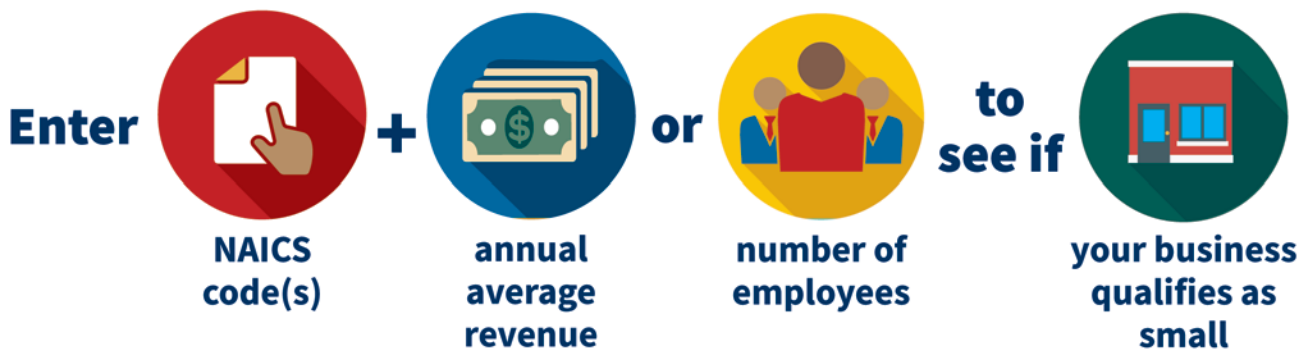 Enter
+
or
to
see if
NAICS
code(s)
annual
average
revenue
number of
employees
your business
qualifies as
small
$